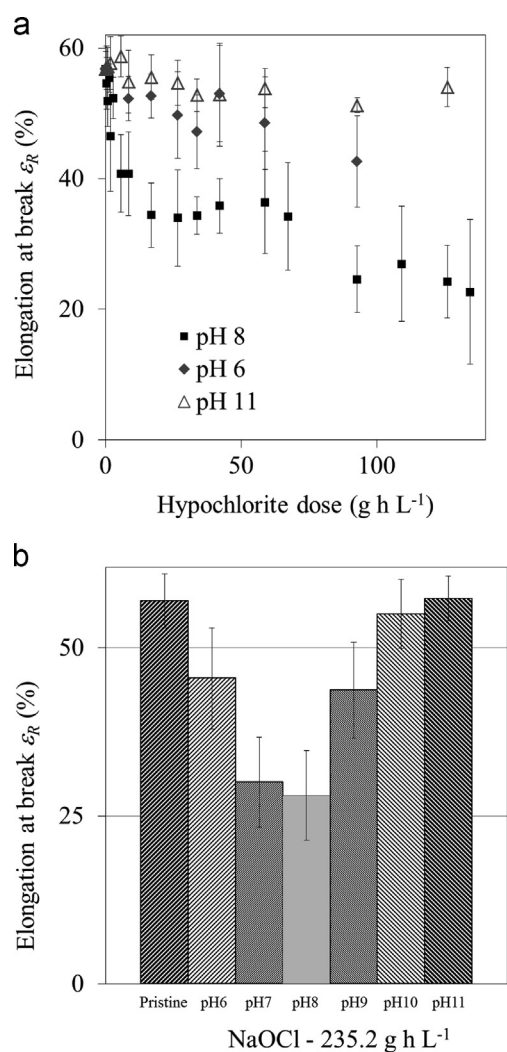 a
Elongation at break εR (%)
60
40
20
0
pH 8
pH 6
pH 11
0
50
100
Hypochlorite dose (g h L-1)
b
Elongation at break εR (%)
50
25
0
Pristine pH6 pH7 pH8 pH9 pH10 pH11
NaOCl - 235.2 g h L-1